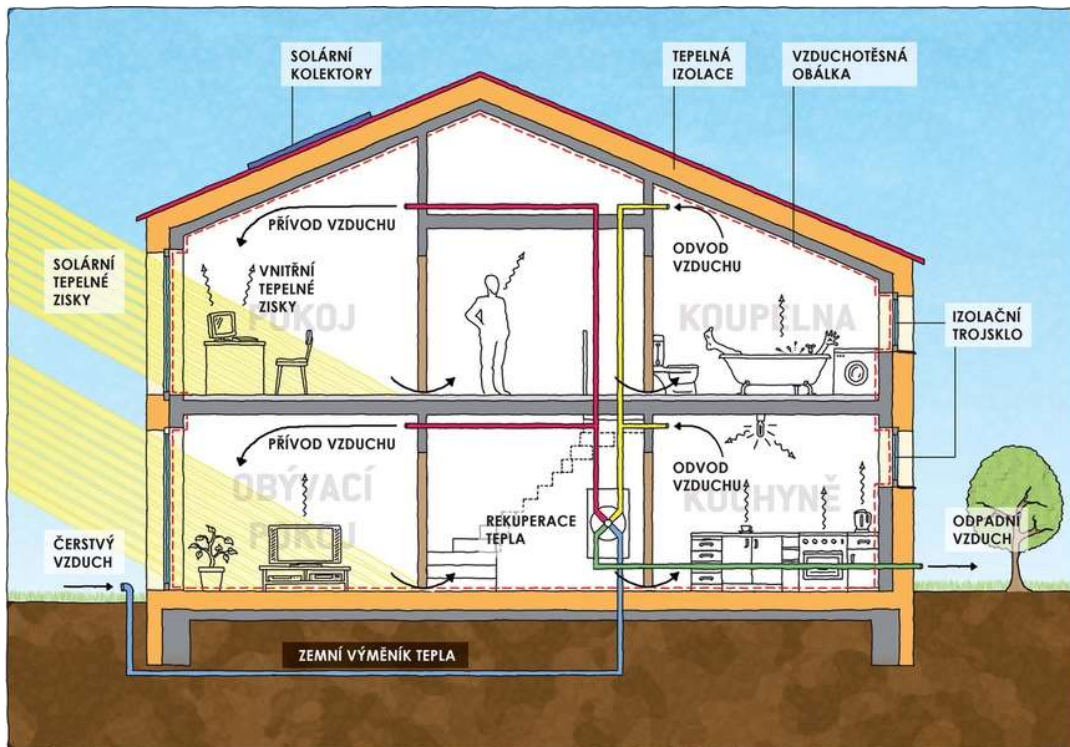 SOLÁRNÍ
KOLEKTORY
TEPELNÁ
IZOLACE
VZDUCHOTĚSNÁ
OBÁLKA
PŘÍVOD VZDUCHU
ODVOD
VZDUCHU
SOLÁRNÍ
TEPELNÉ
ZISKY
VNITŘNÍ
TEPELNÉ
ZISKY
POKOJ
KOUPELNA
IZOLAČNÍ
TROJSKLO
PŘÍVOD VZDUCHU
ODVOD
VZDUCHU
OBÝVACÍ
POKOJ
KUCHYNĚ
REKUPERACE
TEPLA
ČERSTVÝ
VZDUCH
ODPADNÍ
VZDUCH
ZEMNÍ VÝMĚNÍK TEPLA